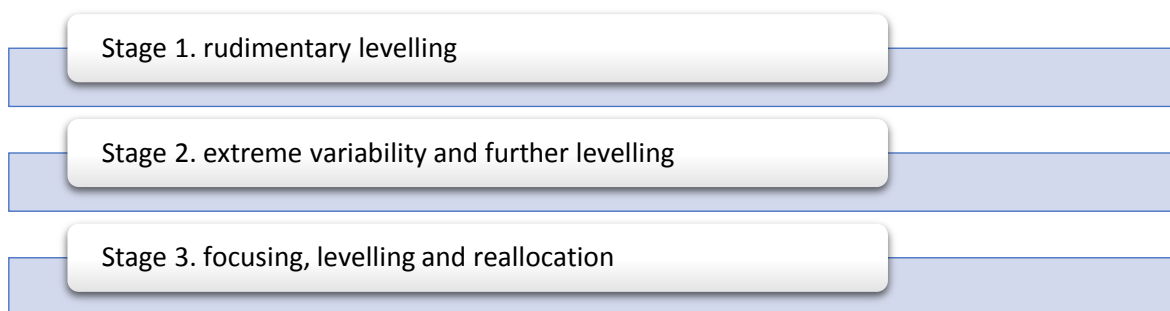 Stage 1. rudimentary levelling
Stage 2. extreme variability and further levelling
Stage 3. focusing, levelling and reallocation